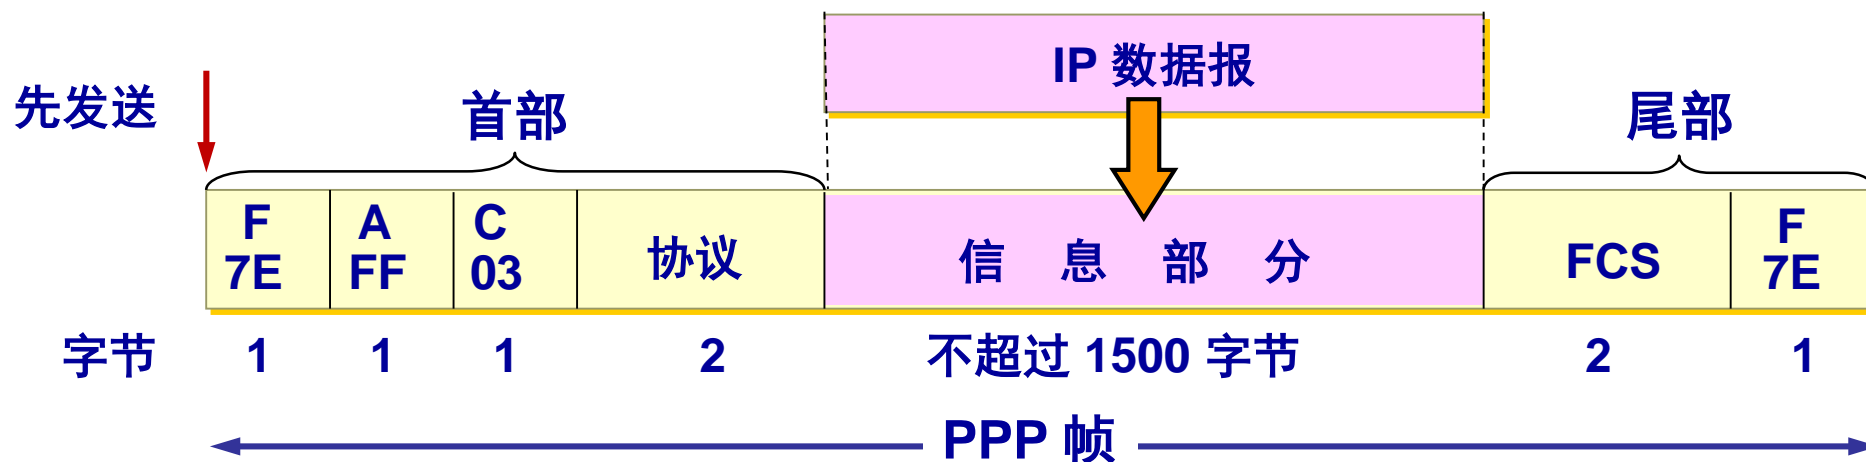 IP 数据报
先发送
首部
尾部
F A C
7E FF 03 协议 信息部分 FCS F
7E
字节 1 1 1 2 不超过 1500 字节 2 1
PPP 帧